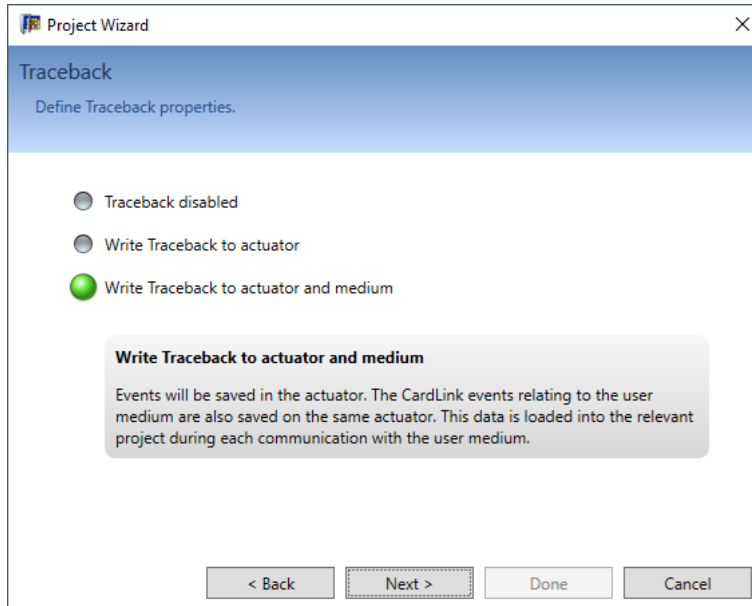 Project Wizard
Traceback
Define Traceback properties.
Traceback disabled
Write Traceback to actuator
Write Traceback to actuator and medium
Write Traceback to actuator and medium
Events will be saved in the actuator. The CardLink events relating to the user
medium are also saved on the same actuator. This data is loaded into the relevant
project during each communication with the user medium.
< Back
Next >
Done
Cancel